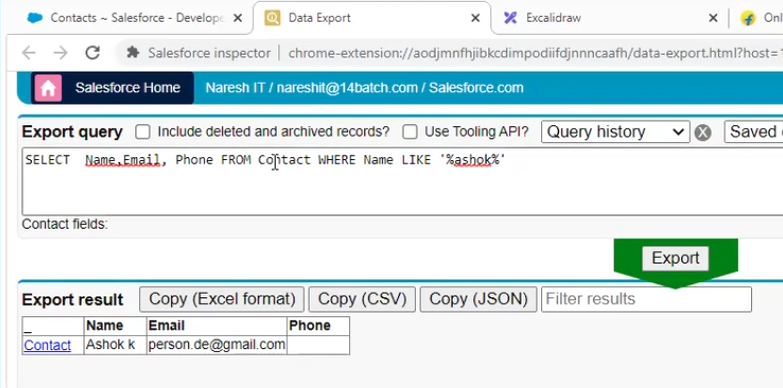 Contacts ~ Salesforce - Develope
Data Export
Excalidraw
Onl
Salesforce inspector | chrome-extension://aodjmnfhjibkcdimpodiifdjnnncaafh/data-export.html?host=1
Salesforce Home
Naresh IT / nareshit@14batch.com / Salesforce.com
Export query
Include deleted and archived records?
Use Tooling API?
Query history
Saved
SELECT  Name,Email, Phone FROM Contact WHERE Name LIKE '%ashok%'
Contact fields:
Export
Export result
Copy (Excel format)
Copy (CSV)
Copy (JSON)
Filter results
_ Name Email Phone
Contact Ashok k person.de@gmail.com